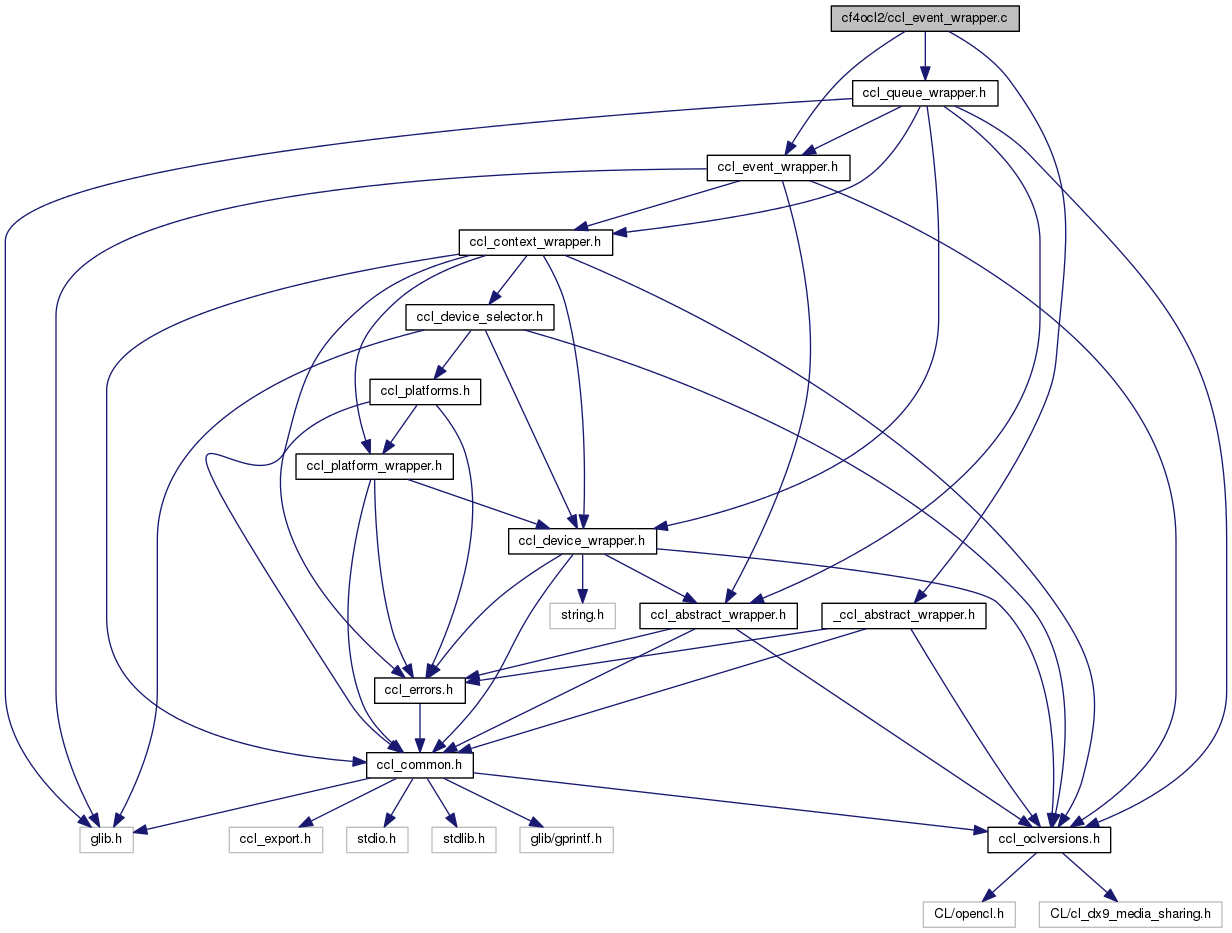 cf4ocl2/ccl_event_wrapper.c
ccl_queue_wrapper.h
ccl_event_wrapper.h
ccl_context_wrapper.h
ccl_device_selector.h
ccl_platforms.h
ccl_platform_wrapper.h
ccl_device_wrapper.h
string.h
ccl_abstract_wrapper.h
_ccl_abstract_wrapper.h
ccl_errors.h
ccl_common.h
glib.h
ccl_export.h
stdio.h
stdlib.h
glib/gprintf.h
ccl_oclversions.h
CL/opencl.h
CL/cl_dx9_media_sharing.h